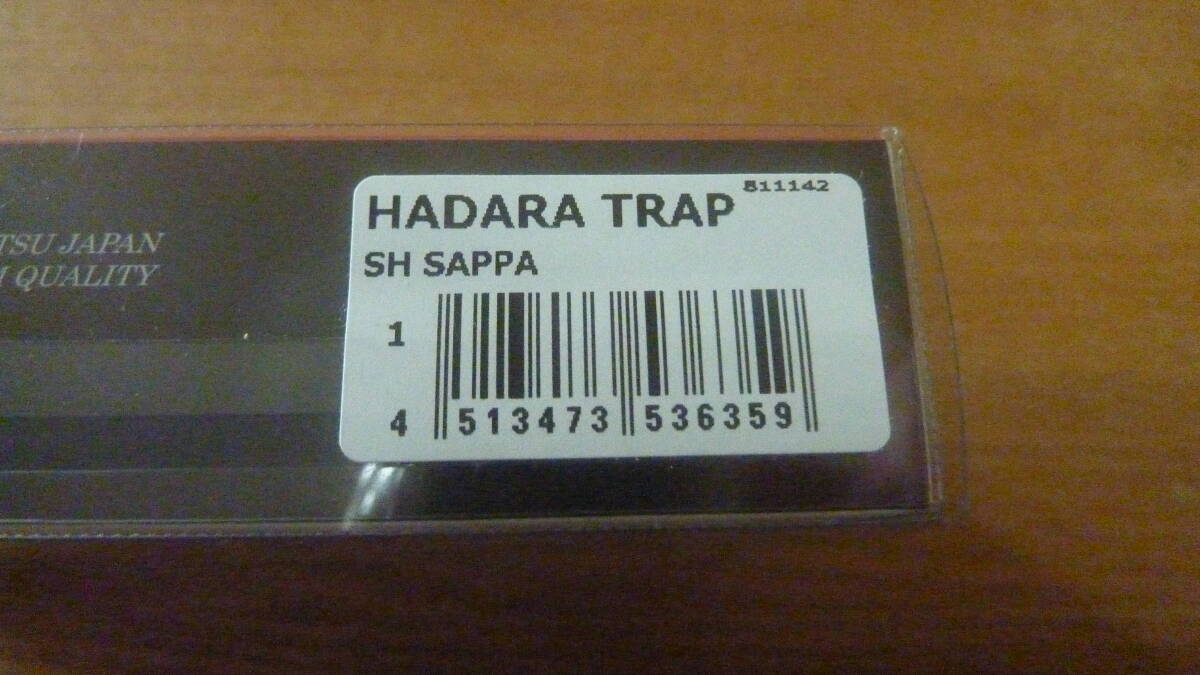 TSU JAPAN
QUALITY
HADARA TRAP 811142
SH SAPPA
1
4 513473 536359